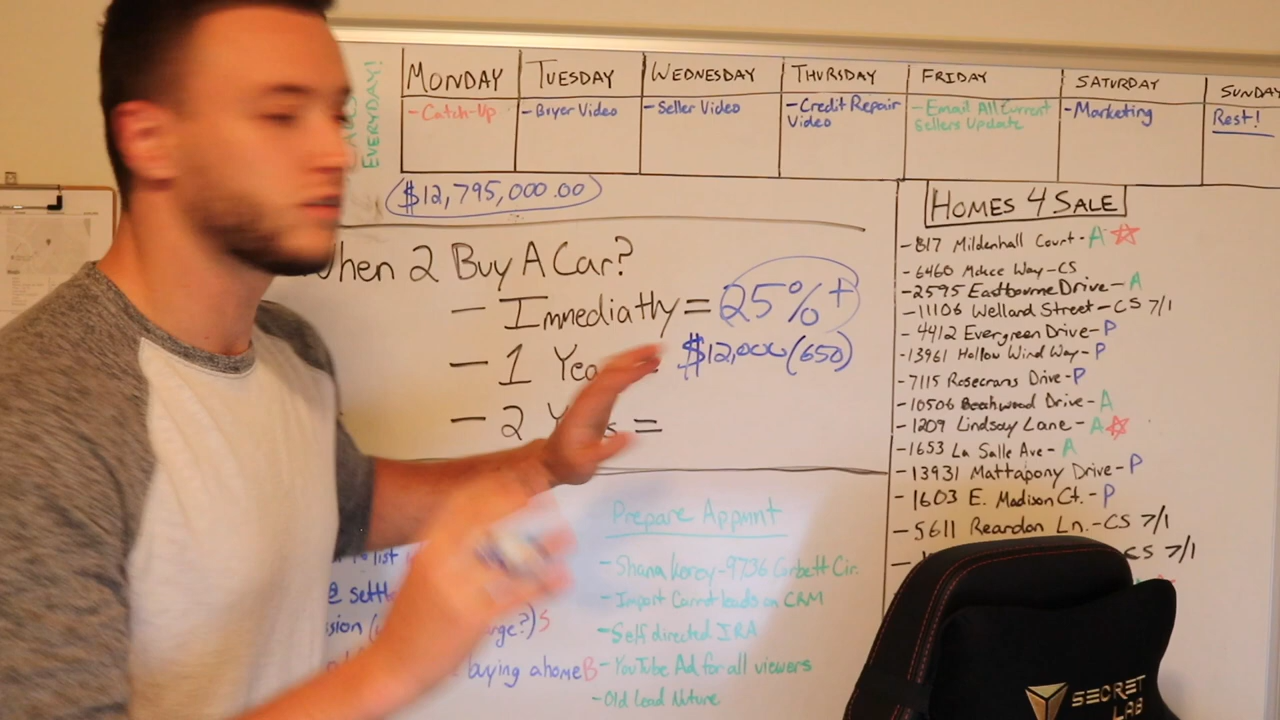 EVERYDAY!
MONDAY
TUESDAY
WEDNESDAY
THURSDAY
FRIDAY
SATURDAY
SUNDAY
- Catch-Up
- Buyer Video
- Seller Video
- Credit Repair
Video
- Email All Current
Sellers Update
- Marketing
Rest!
$12,795,000.00
When 2 Buy A Car?
- Immediatly = 25%+
- 1 $12,000 (650)
- 2 =
HOMES 4 SALE
- 817 Mildenhall Court - A
- 6460 Way - CS
- 2595 Eastbourne Drive - A
- 11106 Welland Street - CS 7/1
- 4412 Evergreen Drive - P
- 13961 Hollow Wind Way - P
- 7115 Rosecrans Drive - P
- 10506 Beachwood Drive - A
- 1209 Lindsay Lane - A
- 1653 La Salle Ave - A
- 13931 Mattapony Drive - P
- 1603 E. Madison Ct. - P
- 5611 Reardon Ln. - CS 7/1
CS 7/1
to list
@
buying a home B
Prepare Appmnt
- Shana - 9736 Corbett Cir.
- Import Carrot leads on CRM
- Self directed IRA
- YouTube Ad for all viewers
- Old Lead Nuture
SECRET
LAB